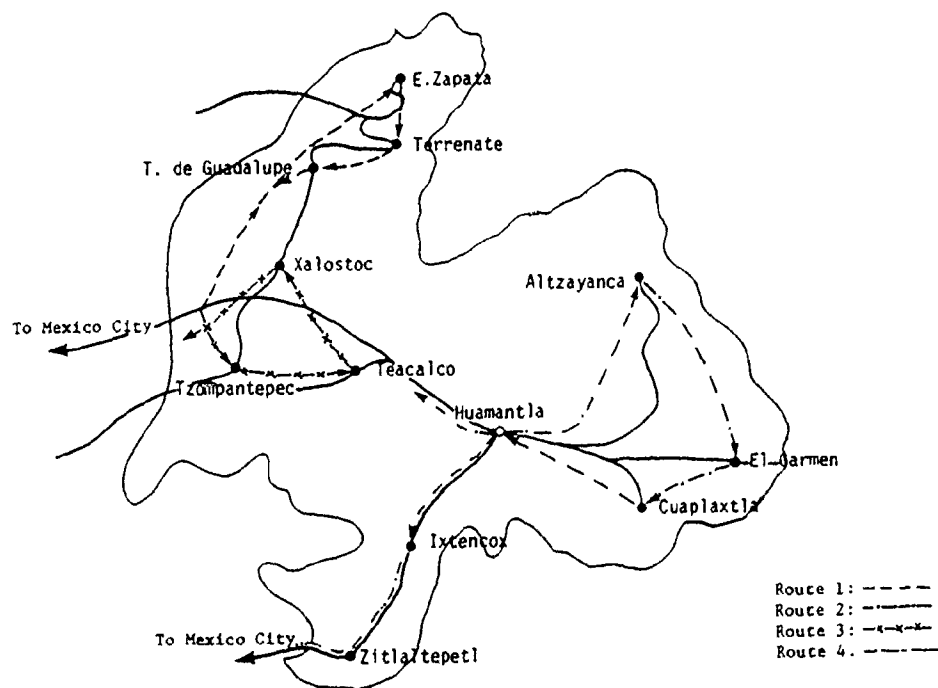 E.Zapata
Terrenate
T. de Guadalupe
Xalostoc
Altzayanca
To Mexico City
Teacalco
Tzompantepec
Huamantla
El Carmen
Cuaplaxtla
Ixtencox
To Mexico City
Zitlaltepetl
Route 1:
Route 2:
Route 3:
Route 4.